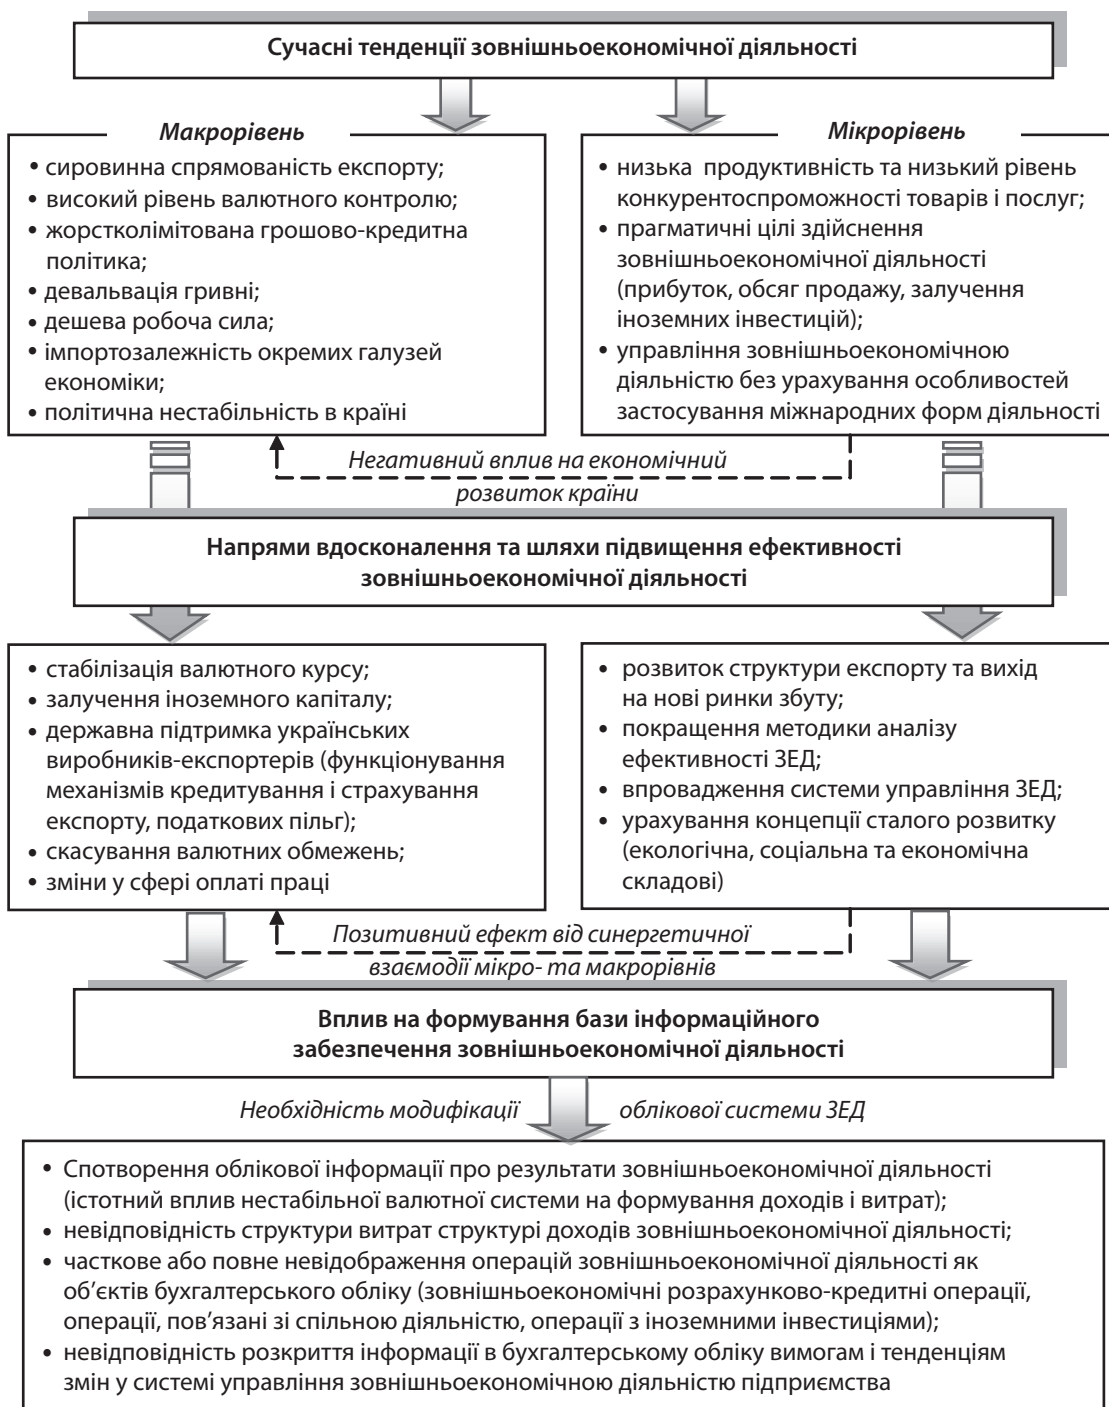 Сучасні тенденції зовнішньоекономічної діяльності
Макрорівень
• сировинна спрямованість експорту;
• високий рівень валютного контролю;
• жорстколімітована грошово-кредитна
політика;
• девальвація гривні;
• дешева робоча сила;
• імпортозалежність окремих галузей
економіки;
• політична нестабільність в країні
Мікрорівень
• низька продуктивність та низький рівень
конкурентоспроможності товарів і послуг;
• прагматичні цілі здійснення
зовнішньоекономічної діяльності
(прибуток, обсяг продажу, залучення
іноземних інвестицій);
• управління зовнішньоекономічною
діяльністю без урахування особливостей
застосування міжнародних форм діяльності
Негативний вплив на економічний
розвиток країни
Напрями вдосконалення та шляхи підвищення ефективності
зовнішньоекономічної діяльності
• стабілізація валютного курсу;
• залучення іноземного капіталу;
• державна підтримка українських
виробників-експортерів (функціонування
механізмів кредитування і страхування
експорту, податкових пільг);
• скасування валютних обмежень;
• зміни у сфері оплаті праці
• розвиток структури експорту та вихід
на нові ринки збуту;
• покращення методики аналізу
ефективності ЗЕД;
• впровадження системи управління ЗЕД;
• урахування концепції сталого розвитку
(екологічна, соціальна та економічна
складові)
Позитивний ефект від синергетичної
взаємодії мікро- та макрорівнів
Вплив на формування бази інформаційного
забезпечення зовнішньоекономічної діяльності
Необхідність модифікації облікової системи ЗЕД
• Спотворення облікової інформації про результати зовнішньоекономічної діяльності
(істотний вплив нестабільної валютної системи на формування доходів і витрат);
• невідповідність структури витрат структурі доходів зовнішньоекономічної діяльності;
• часткове або повне невідображення операцій зовнішньоекономічної діяльності як
об’єктів бухгалтерського обліку (зовнішньоекономічні розрахунково-кредитні операції,
операції, пов’язані зі спільною діяльністю, операції з іноземними інвестиціями);
• невідповідність розкриття інформації в бухгалтерському обліку вимогам і тенденціям
змін у системі управління зовнішньоекономічною діяльністю підприємства